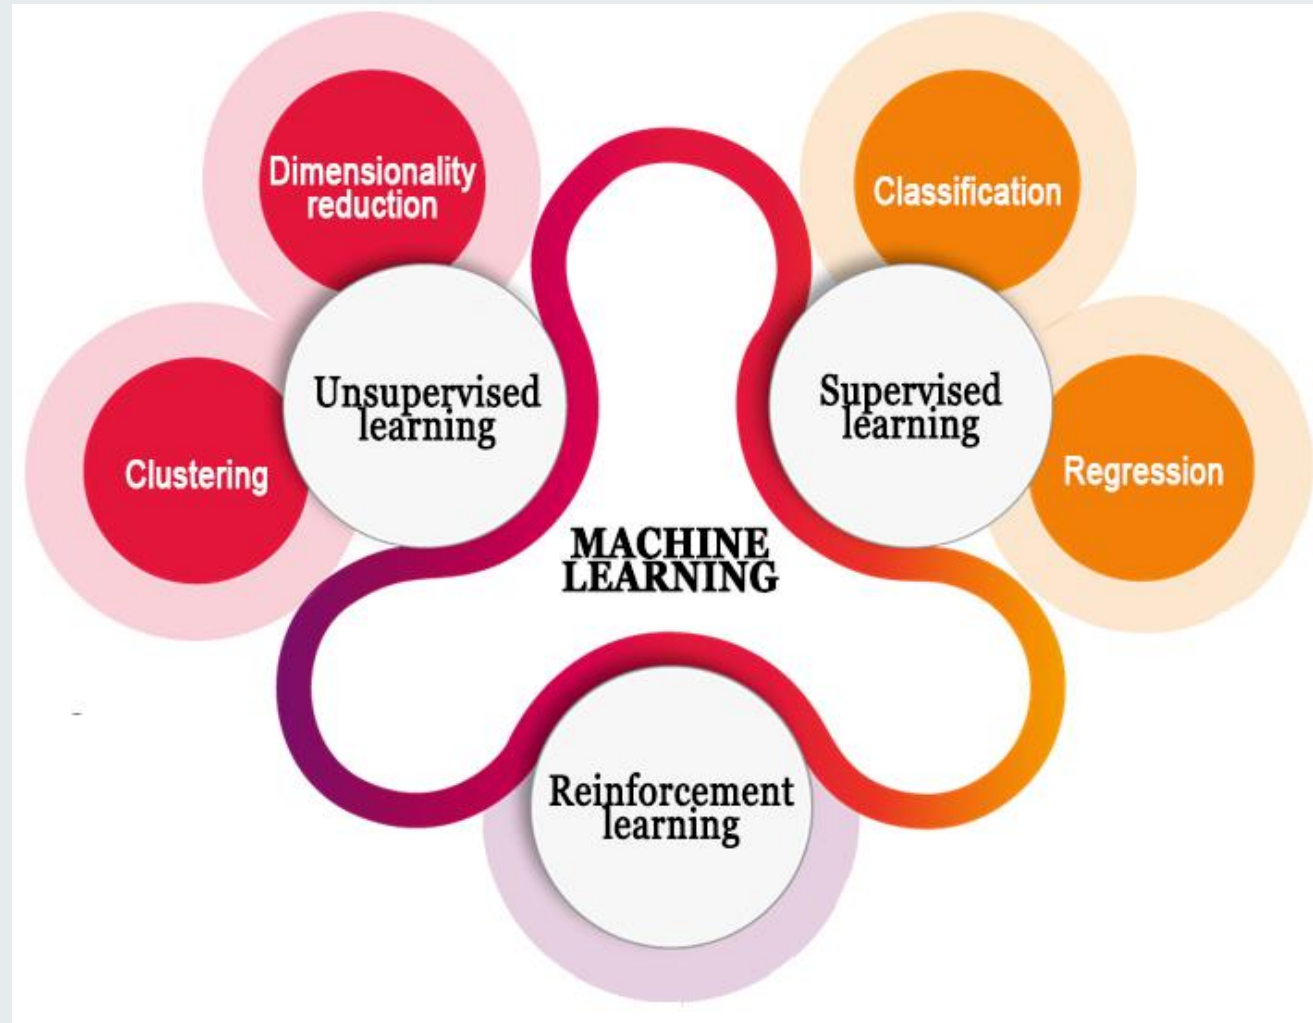 Dimensionality
reduction
Classification
Unsupervised
learning
Supervised
learning
Clustering
Regression
MACHINE
LEARNING
Reinforcement
learning